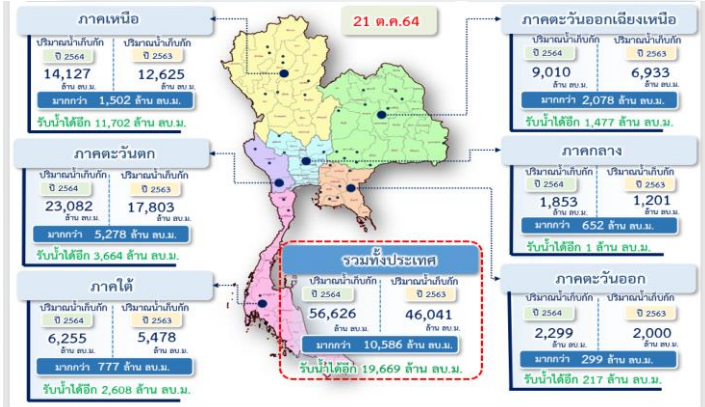 21 ต.ค.64
ภาคเหนือ
ปริมาณน้ำเก็บกัก ปริมาณน้ำเก็บกัก
ปี 2564 ปี 2563
14,127 12,625
ล้าน ลบ.ม. ล้าน ลบ.ม.
มากกว่า 1,502 ล้าน ลบ.ม.
รับน้ำได้อีก 11,702 ล้าน ลบ.ม.
ภาคตะวันออกเฉียงเหนือ
ปริมาณน้ำเก็บกัก ปริมาณน้ำเก็บกัก
ปี 2564 ปี 2563
9,010 6,933
ล้าน ลบ.ม. ล้าน ลบ.ม.
มากกว่า 2,078 ล้าน ลบ.ม.
รับน้ำได้อีก 1,477 ล้าน ลบ.ม.
ภาคตะวันตก
ปริมาณน้ำเก็บกัก ปริมาณน้ำเก็บกัก
ปี 2564 ปี 2563
23,082 17,803
ล้าน ลบ.ม. ล้าน ลบ.ม.
มากกว่า 5,278 ล้าน ลบ.ม.
รับน้ำได้อีก 3,664 ล้าน ลบ.ม.
ภาคกลาง
ปริมาณน้ำเก็บกัก ปริมาณน้ำเก็บกัก
ปี 2564 ปี 2563
1,853 1,201
ล้าน ลบ.ม. ล้าน ลบ.ม.
มากกว่า 652 ล้าน ลบ.ม.
รับน้ำได้อีก 1 ล้าน ลบ.ม.
ภาคใต้
ปริมาณน้ำเก็บกัก ปริมาณน้ำเก็บกัก
ปี 2564 ปี 2563
6,255 5,478
ล้าน ลบ.ม. ล้าน ลบ.ม.
มากกว่า 777 ล้าน ลบ.ม.
รับน้ำได้อีก 2,608 ล้าน ลบ.ม.
รวมทั้งประเทศ
ปริมาณน้ำเก็บกัก ปริมาณน้ำเก็บกัก
ปี 2564 ปี 2563
56,626 46,041
ล้าน ลบ.ม. ล้าน ลบ.ม.
มากกว่า 10,586 ล้าน ลบ.ม.
รับน้ำได้อีก 19,669 ล้าน ลบ.ม.
ภาคตะวันออก
ปริมาณน้ำเก็บกัก ปริมาณน้ำเก็บกัก
ปี 2564 ปี 2563
2,299 2,000
ล้าน ลบ.ม. ล้าน ลบ.ม.
มากกว่า 299 ล้าน ลบ.ม.
รับน้ำได้อีก 217 ล้าน ลบ.ม.